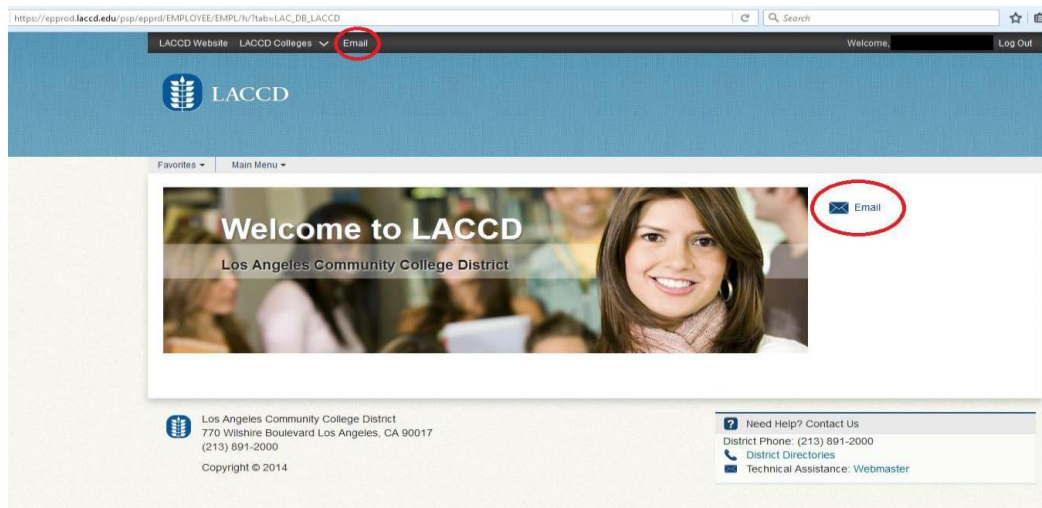 https://epprod.laccd.edu/psp/epprd/EMPLOYEE/EMPL/h/?tab=LAC_DB_LACCD
Search
LACCD Website LACCD Colleges Email Welcome, Log Out
LACCD
Favorites Main Menu
Welcome to LACCD
Los Angeles Community College District
Email
Los Angeles Community College District
770 Wilshire Boulevard Los Angeles, CA 90017
(213) 891-2000
Copyright © 2014
? Need Help? Contact Us
District Phone: (213) 891-2000
District Directories
Technical Assistance: Webmaster